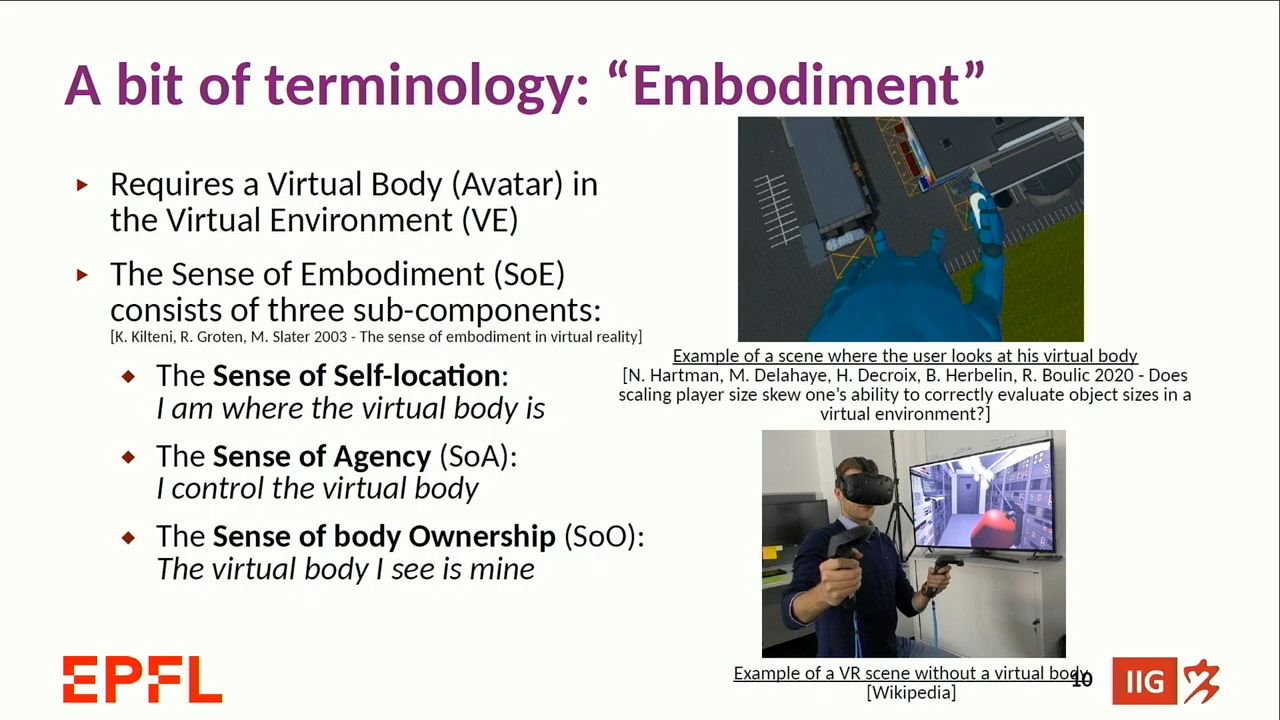 A bit of terminology: “Embodiment”
Requires a Virtual Body (Avatar) in
the Virtual Environment (VE)
The Sense of Embodiment (SoE)
consists of three sub-components:
[K. Kilteni, R. Groten, M. Slater 2003 - The sense of embodiment in virtual reality]
The Sense of Self-location:
I am where the virtual body is
The Sense of Agency (SoA):
I control the virtual body
The Sense of body Ownership (SoO):
The virtual body I see is mine
Example of a scene where the user looks at his virtual body
[N. Hartman, M. Delahaye, H. Decroix, B. Herbelin, R. Boulic 2020 - Does
scaling player size skew one’s ability to correctly evaluate object sizes in a
virtual environment?]
Example of a VR scene without a virtual body
[Wikipedia]
EPFL
10
IIG